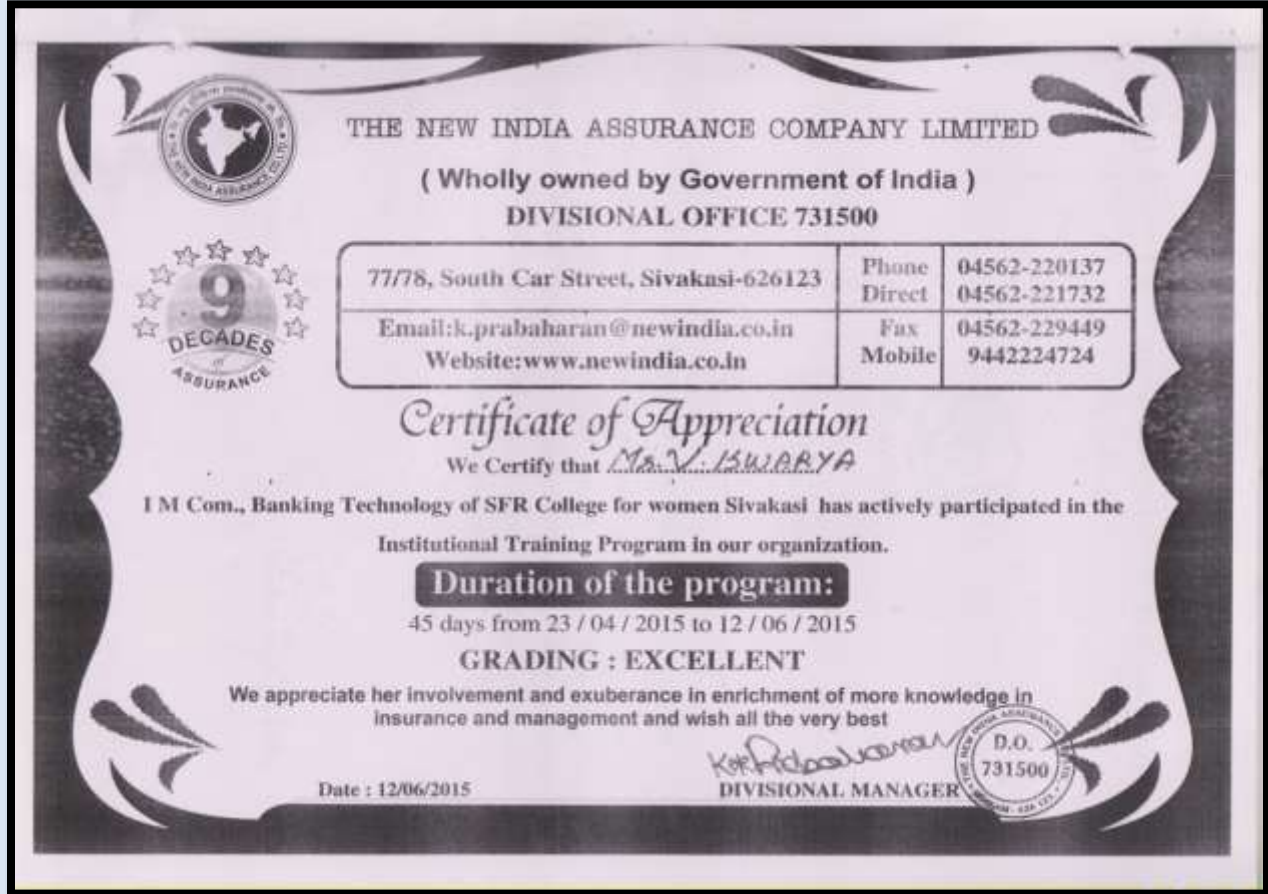 THE NEW INDIA ASSURANCE COMPANY LIMITED
( Wholly owned by Government of India )
DIVISIONAL OFFICE 731500
9
DECADES
of
ASSURANCE
77/78, South Car Street, Sivakasi-626123
Phone 04562-220137
Direct 04562-221732
Email:k.prabaharan@newindia.co.in
Website:www.newindia.co.in
Fax 04562-229449
Mobile 9442224724
Certificate of Appreciation
We Certify that Ms. V. ISWARYA
I M Com., Banking Technology of SFR College for women Sivakasi has actively participated in the
Institutional Training Program in our organization.
Duration of the program:
45 days from 23 / 04 / 2015 to 12 / 06 / 2015
GRADING : EXCELLENT
We appreciate her involvement and exuberance in enrichment of more knowledge in
insurance and management and wish all the very best
D.O.
731500
Date : 12/06/2015
DIVISIONAL MANAGER